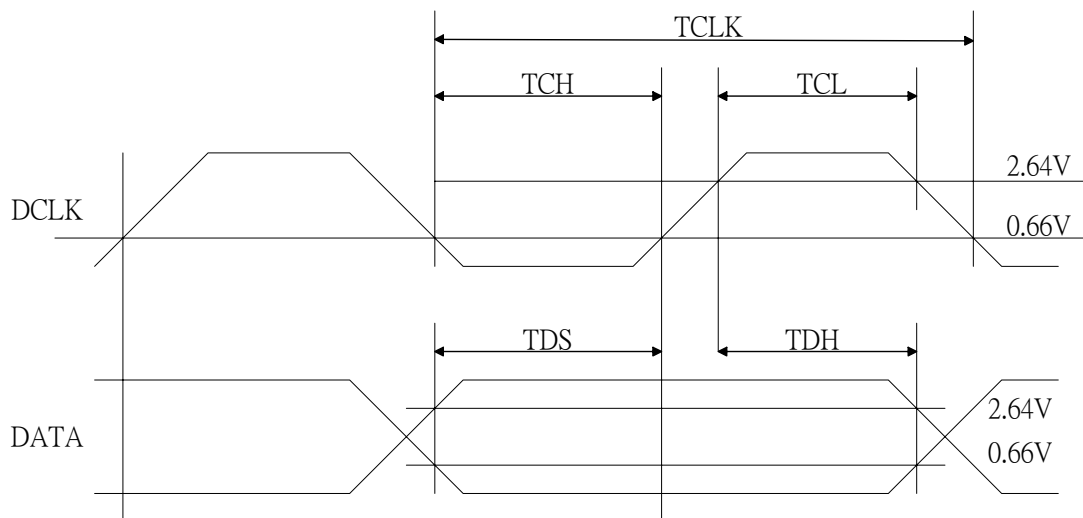 TCLK
TCH TCL
2.64V
DCLK
0.66V
TDS TDH
2.64V
DATA
0.66V